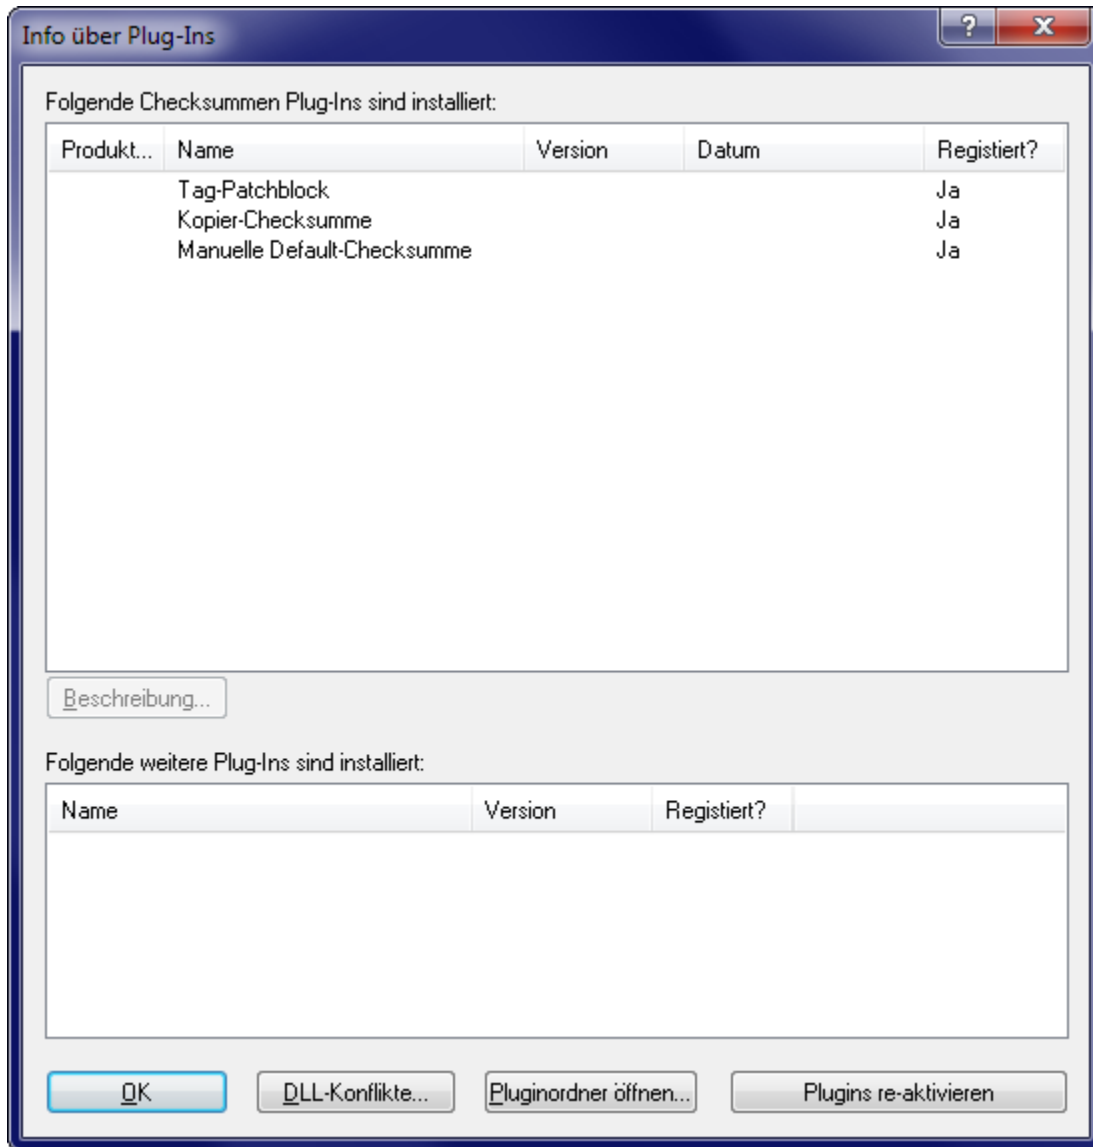 Info über Plug-Ins
Folgende Checksummen Plug-Ins sind installiert:
Produkt... Name Version Datum Registiert?
Tag-Patchblock Ja
Kopier-Checksumme Ja
Manuelle Default-Checksumme Ja
Beschreibung...
Folgende weitere Plug-Ins sind installiert:
Name Version Registiert?
OK DLL-Konflikte... Pluginordner öffnen... Plugins re-aktivieren